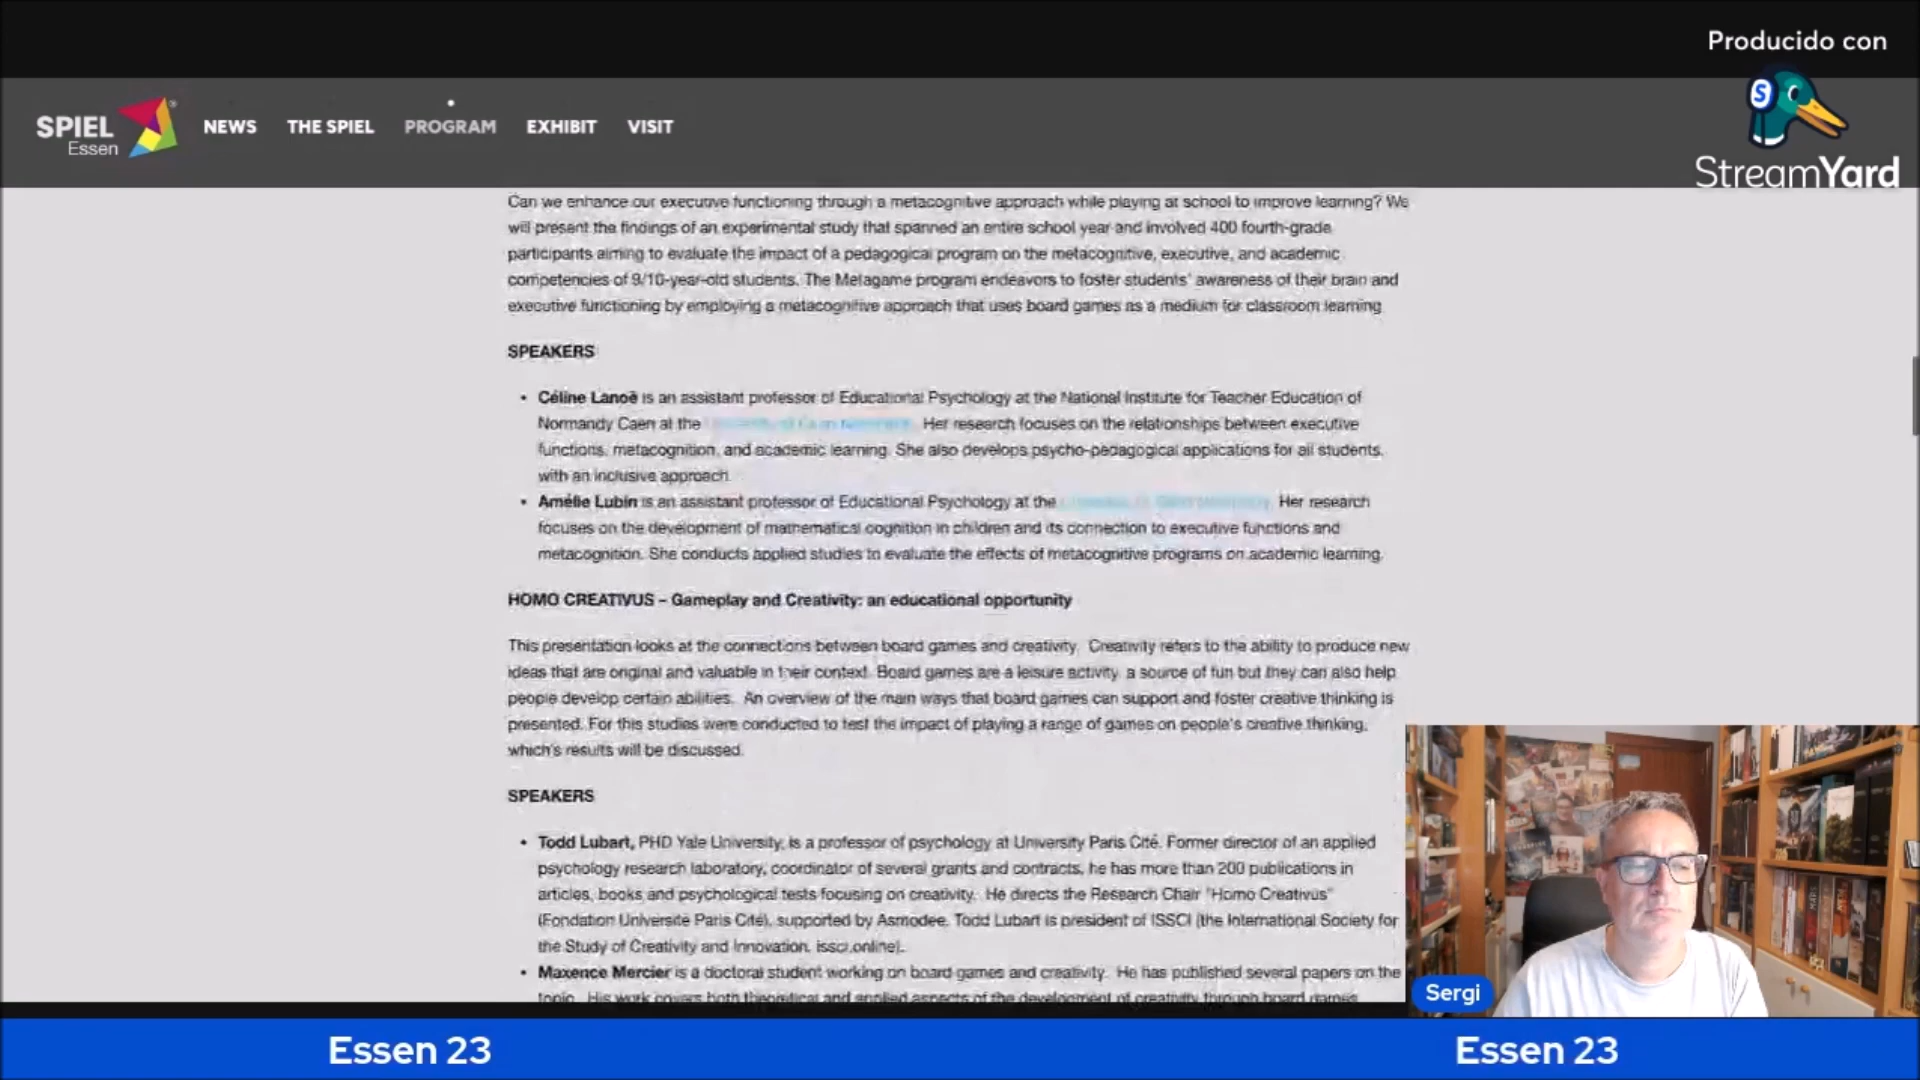 Producido con
StreamYard
SPIEL
Essen
NEWS THE SPIEL PROGRAM EXHIBIT VISIT
Can we enhance our executive functioning through a metacognitive approach while playing at school to improve learning? We
will present the findings of an experimental study that spanned an entire school year and involved 400 fourth-grade
participants aiming to evaluate the impact of a pedagogical program on the metacognitive, executive, and academic
competencies of 9/10-year-old students. The Metagame program endeavors to foster students' awareness of their brain and
executive functioning by employing a metacognitive approach that uses board games as a medium for classroom learning
SPEAKERS
• Céline Lanoë is an assistant professor of Educational Psychology at the National Institute for Teacher Education of
Normandy Caen at the Her research focuses on the relationships between executive
functions, metacognition, and academic learning. She also develops psycho-pedagogical applications for all students,
with an inclusive approach.
• Amélie Lubin is an assistant professor of Educational Psychology at the Her research
focuses on the development of mathematical cognition in children and its connection to executive functions and
metacognition. She conducts applied studies to evaluate the effects of metacognitive programs on academic learning.
HOMO CREATIVUS – Gameplay and Creativity: an educational opportunity
This presentation looks at the connections between board games and creativity. Creativity refers to the ability to produce new
ideas that are original and valuable in their context. Board games are a leisure activity, a source of fun but they can also help
people develop certain abilities. An overview of the main ways that board games can support and foster creative thinking is
presented. For this studies were conducted to test the impact of playing a range of games on people's creative thinking,
which's results will be discussed.
SPEAKERS
• Todd Lubart, PHD Yale University, is a professor of psychology at University Paris Cité. Former director of an applied
psychology research laboratory, coordinator of several grants and contracts, he has more than 200 publications in
articles, books and psychological tests focusing on creativity. He directs the Research Chair "Homo Creativus"
(Fondation Université Paris Cité), supported by Asmodee. Todd Lubart is president of ISSCI (the International Society for
the Study of Creativity and Innovation, issci.online).
• Maxence Mercier is a doctoral student working on board games and creativity. He has published several papers on the
topic. His work covers both theoretical and applied aspects of the development of creativity through board games
Sergi
Essen 23
Essen 23